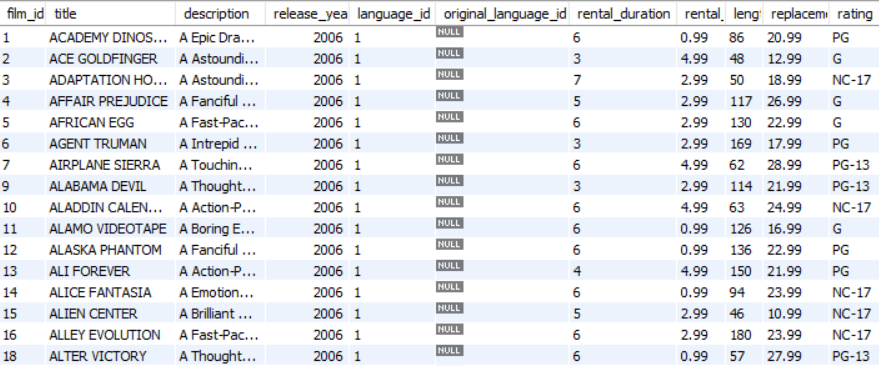 film_id title description release_yea language_id original_language_id rental_duration rental_ lengt replacem rating
1 ACADEMY DINOS... A Epic Dra... 2006 1 NULL 6 0.99 86 20.99 PG
2 ACE GOLDFINGER A Astoundi... 2006 1 NULL 3 4.99 48 12.99 G
3 ADAPTATION HO... A Astoundi... 2006 1 NULL 7 2.99 50 18.99 NC-17
4 AFFAIR PREJUDICE A Fanciful ... 2006 1 NULL 5 2.99 117 26.99 G
5 AFRICAN EGG A Fast-Pac... 2006 1 NULL 6 2.99 130 22.99 G
6 AGENT TRUMAN A Intrepid ... 2006 1 NULL 3 2.99 169 17.99 PG
7 AIRPLANE SIERRA A Touchin... 2006 1 NULL 6 4.99 62 28.99 PG-13
9 ALABAMA DEVIL A Thought... 2006 1 NULL 3 2.99 114 21.99 PG-13
10 ALADDIN CALEN... A Action-P... 2006 1 NULL 6 4.99 63 24.99 NC-17
11 ALAMO VIDEOTAPE A Boring E... 2006 1 NULL 6 0.99 126 16.99 G
12 ALASKA PHANTOM A Fanciful ... 2006 1 NULL 6 0.99 136 22.99 PG
13 ALI FOREVER A Action-P... 2006 1 NULL 4 4.99 150 21.99 PG
14 ALICE FANTASIA A Emotion... 2006 1 NULL 6 0.99 94 23.99 NC-17
15 ALIEN CENTER A Brilliant ... 2006 1 NULL 5 2.99 46 10.99 NC-17
16 ALLEY EVOLUTION A Fast-Pac... 2006 1 NULL 6 2.99 180 23.99 NC-17
18 ALTER VICTORY A Thought... 2006 1 NULL 6 0.99 57 27.99 PG-13